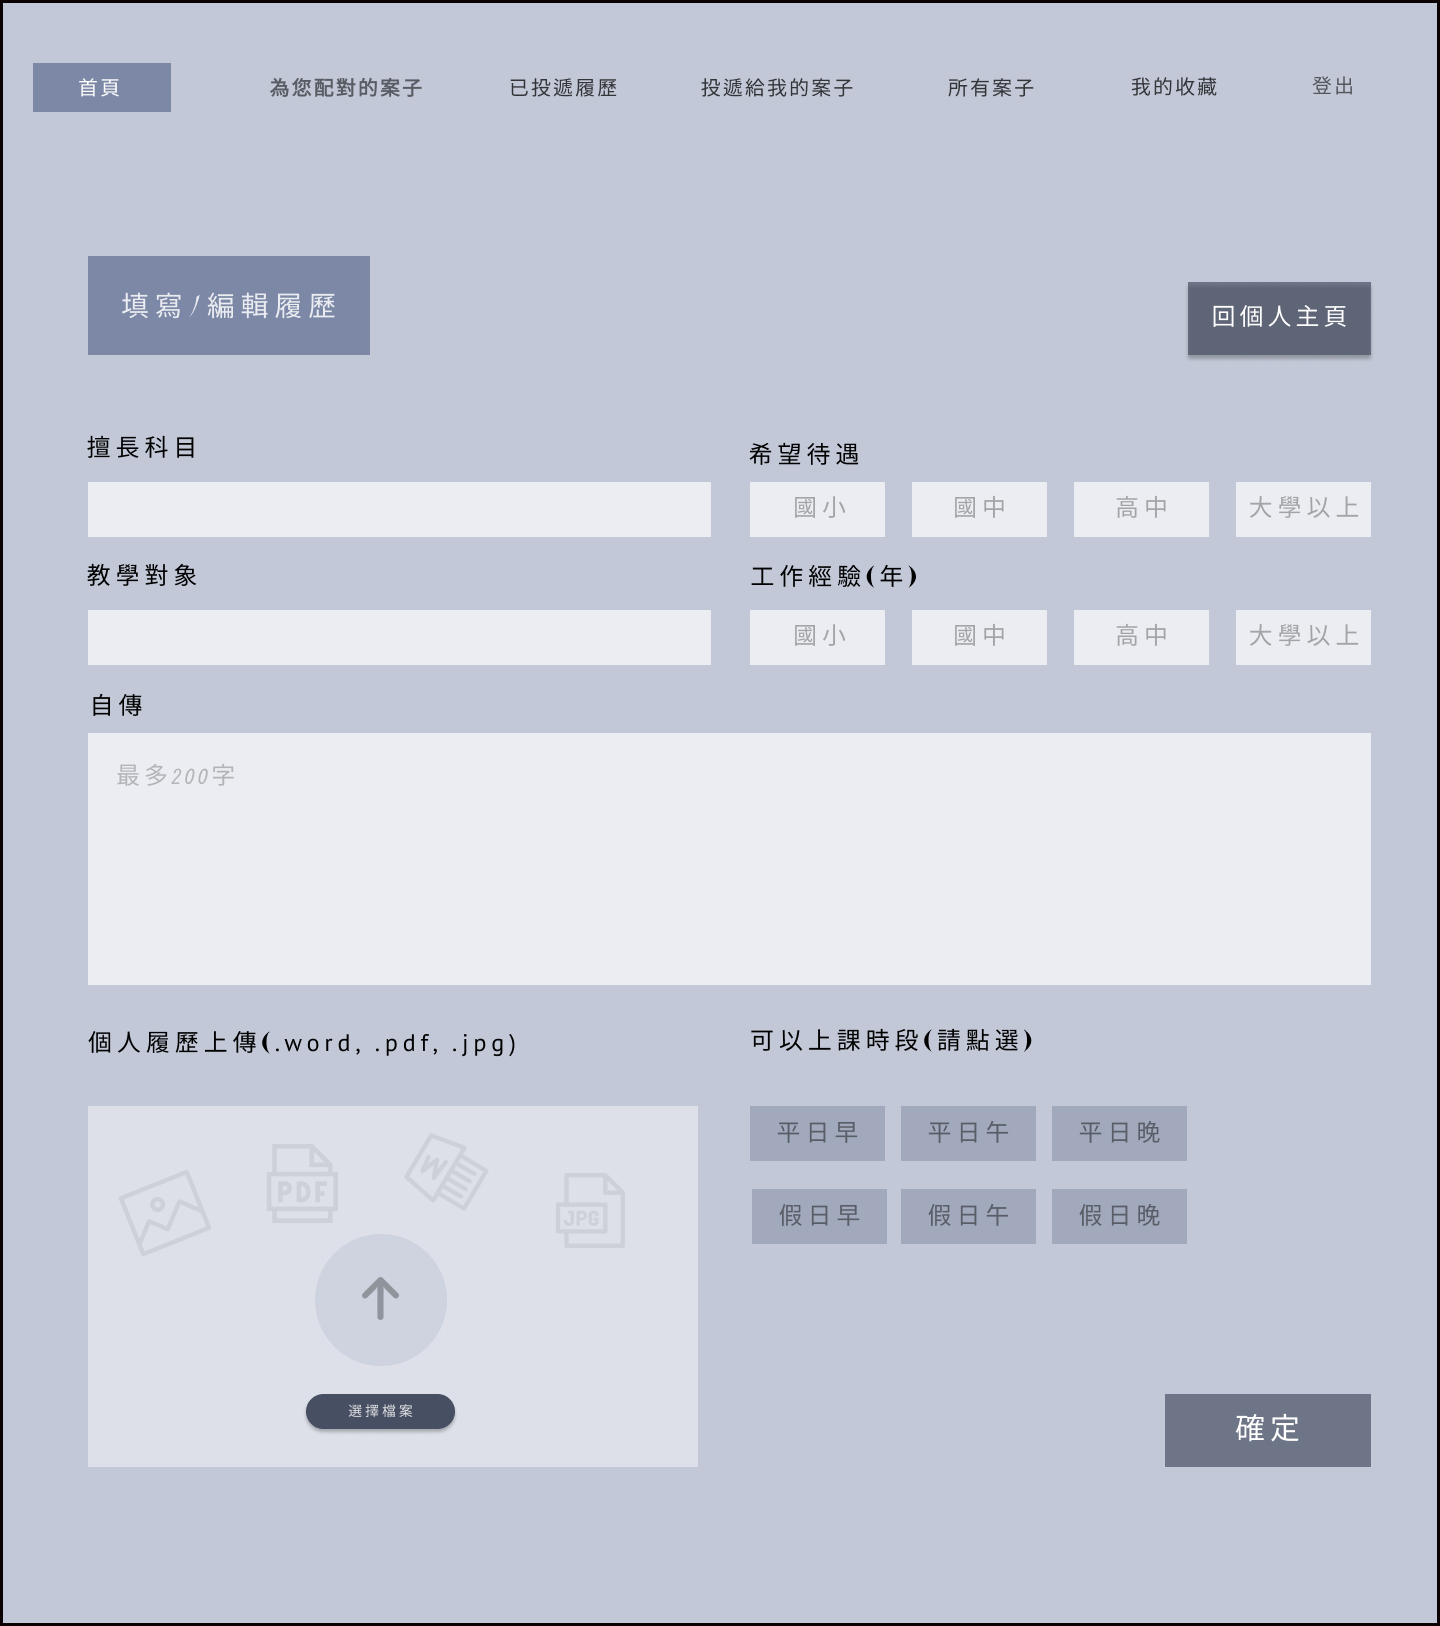 首頁 為您配對的案子 已投遞履歷 投遞給我的案子 所有案子 我的收藏 登出
填寫/編輯履歷
回個人主頁
擅長科目
希望待遇
國小 國中 高中 大學以上
教學對象
工作經驗(年)
國小 國中 高中 大學以上
自傳
最多200字
個人履歷上傳(.word, .pdf, .jpg)
可以上課時段(請點選)
平日早 平日午 平日晚
PDF
W
JPG
假日早 假日午 假日晚
選擇檔案
確定